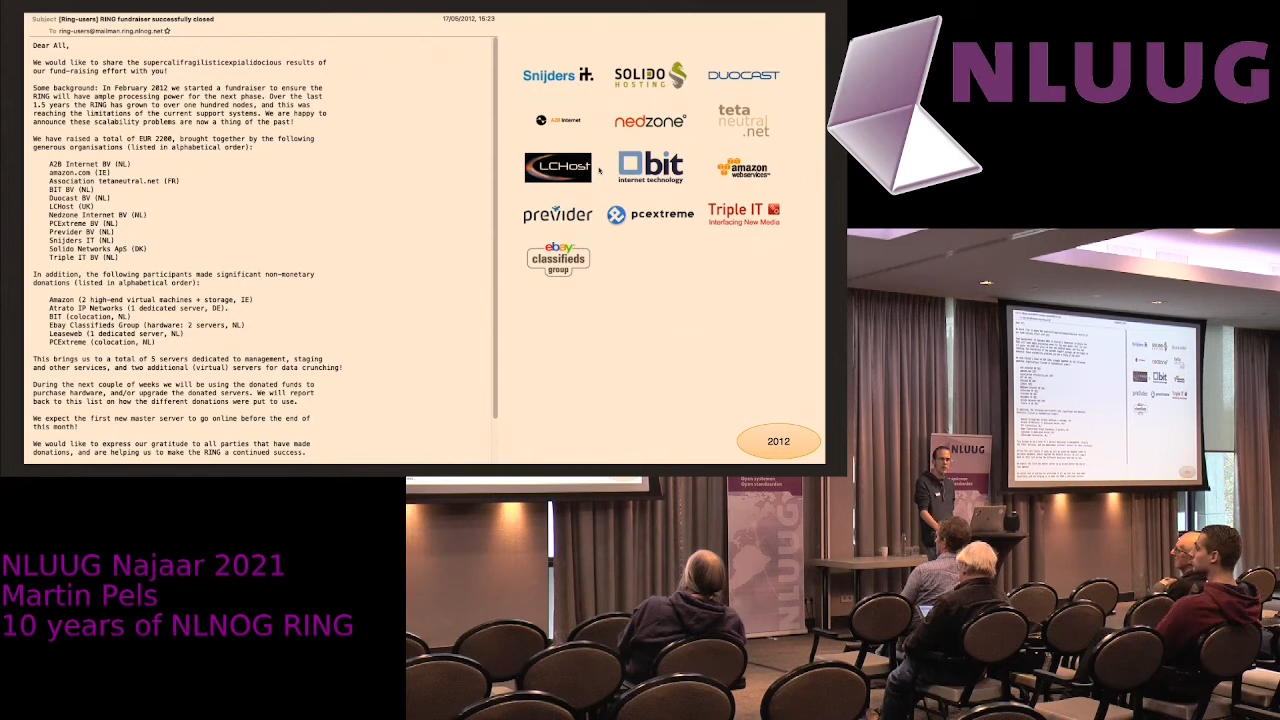 Subject [Ring-users] RING fundraiser successfully closed
17/05/2012, 15:23
To ring-users@mailman.ring.nlnog.net☆
Dear All,
We would like to share the supercalifragilisticexpialidocious results of
our fund-raising effort with you!
Some background: In February 2012 we started a fundraiser to ensure the
RING will have ample processing power for the next phase. Over the last
1.5 years the RING has grown to over one hundred nodes, and this was
reaching the limitations of the current support systems. We are happy to
announce these scalability problems are now a thing of the past!
We have raised a total of EUR 2200, brought together by the following
generous organisations (listed in alphabetical order):
A2B Internet BV (NL)
amazon.com (IE)
Association tetaneutral.net (FR)
BIT BV (NL)
Duocast BV (NL)
LCHost (UK)
Nedzone Internet BV (NL)
PCExtreme BV (NL)
Previder BV (NL)
Snijders IT (NL)
Solido Networks ApS (DK)
Triple IT BV (NL)
In addition, the following participants made significant non-monetary
donations (listed in alphabetical order):
Amazon (2 high-end virtual machines + storage, IE)
Atrato IP Networks (1 dedicated server, DE).
BIT (colocation, NL)
Ebay Classifieds Group (hardware: 2 servers, NL)
Leaseweb (1 dedicated server, NL)
PCExtreme (colocation, NL)
This brings us to a total of 5 servers dedicated to management, staging
and other services, and two additional (virtual) servers for data crunching.
During the next couple of weeks we will be using the donated funds to
purchase hardware, and/or upgrade the donated servers. We will report
back to this list on how the different donations were put to use.
We expect the first new master server to go online before the end of
this month!
We would like to express our gratitude to all parties that have made
donations, and are helping us to make the RING a continued success.
Snijders it.
SOLIDO
HOSTING
DUOCAST
A2B Internet
nedzone
teta
neutral
.net
LCHost
bit
internet technology
amazon
webservices™
previder
pcextreme
Triple IT
Interfacing New Media
ebay
classifieds
group
2012
NLUUG
NLUUG
Open systemen
Open standaarden
NLUUG
NLUUG Najaar 2021
Martin Pels
10 years of NLNOG RING